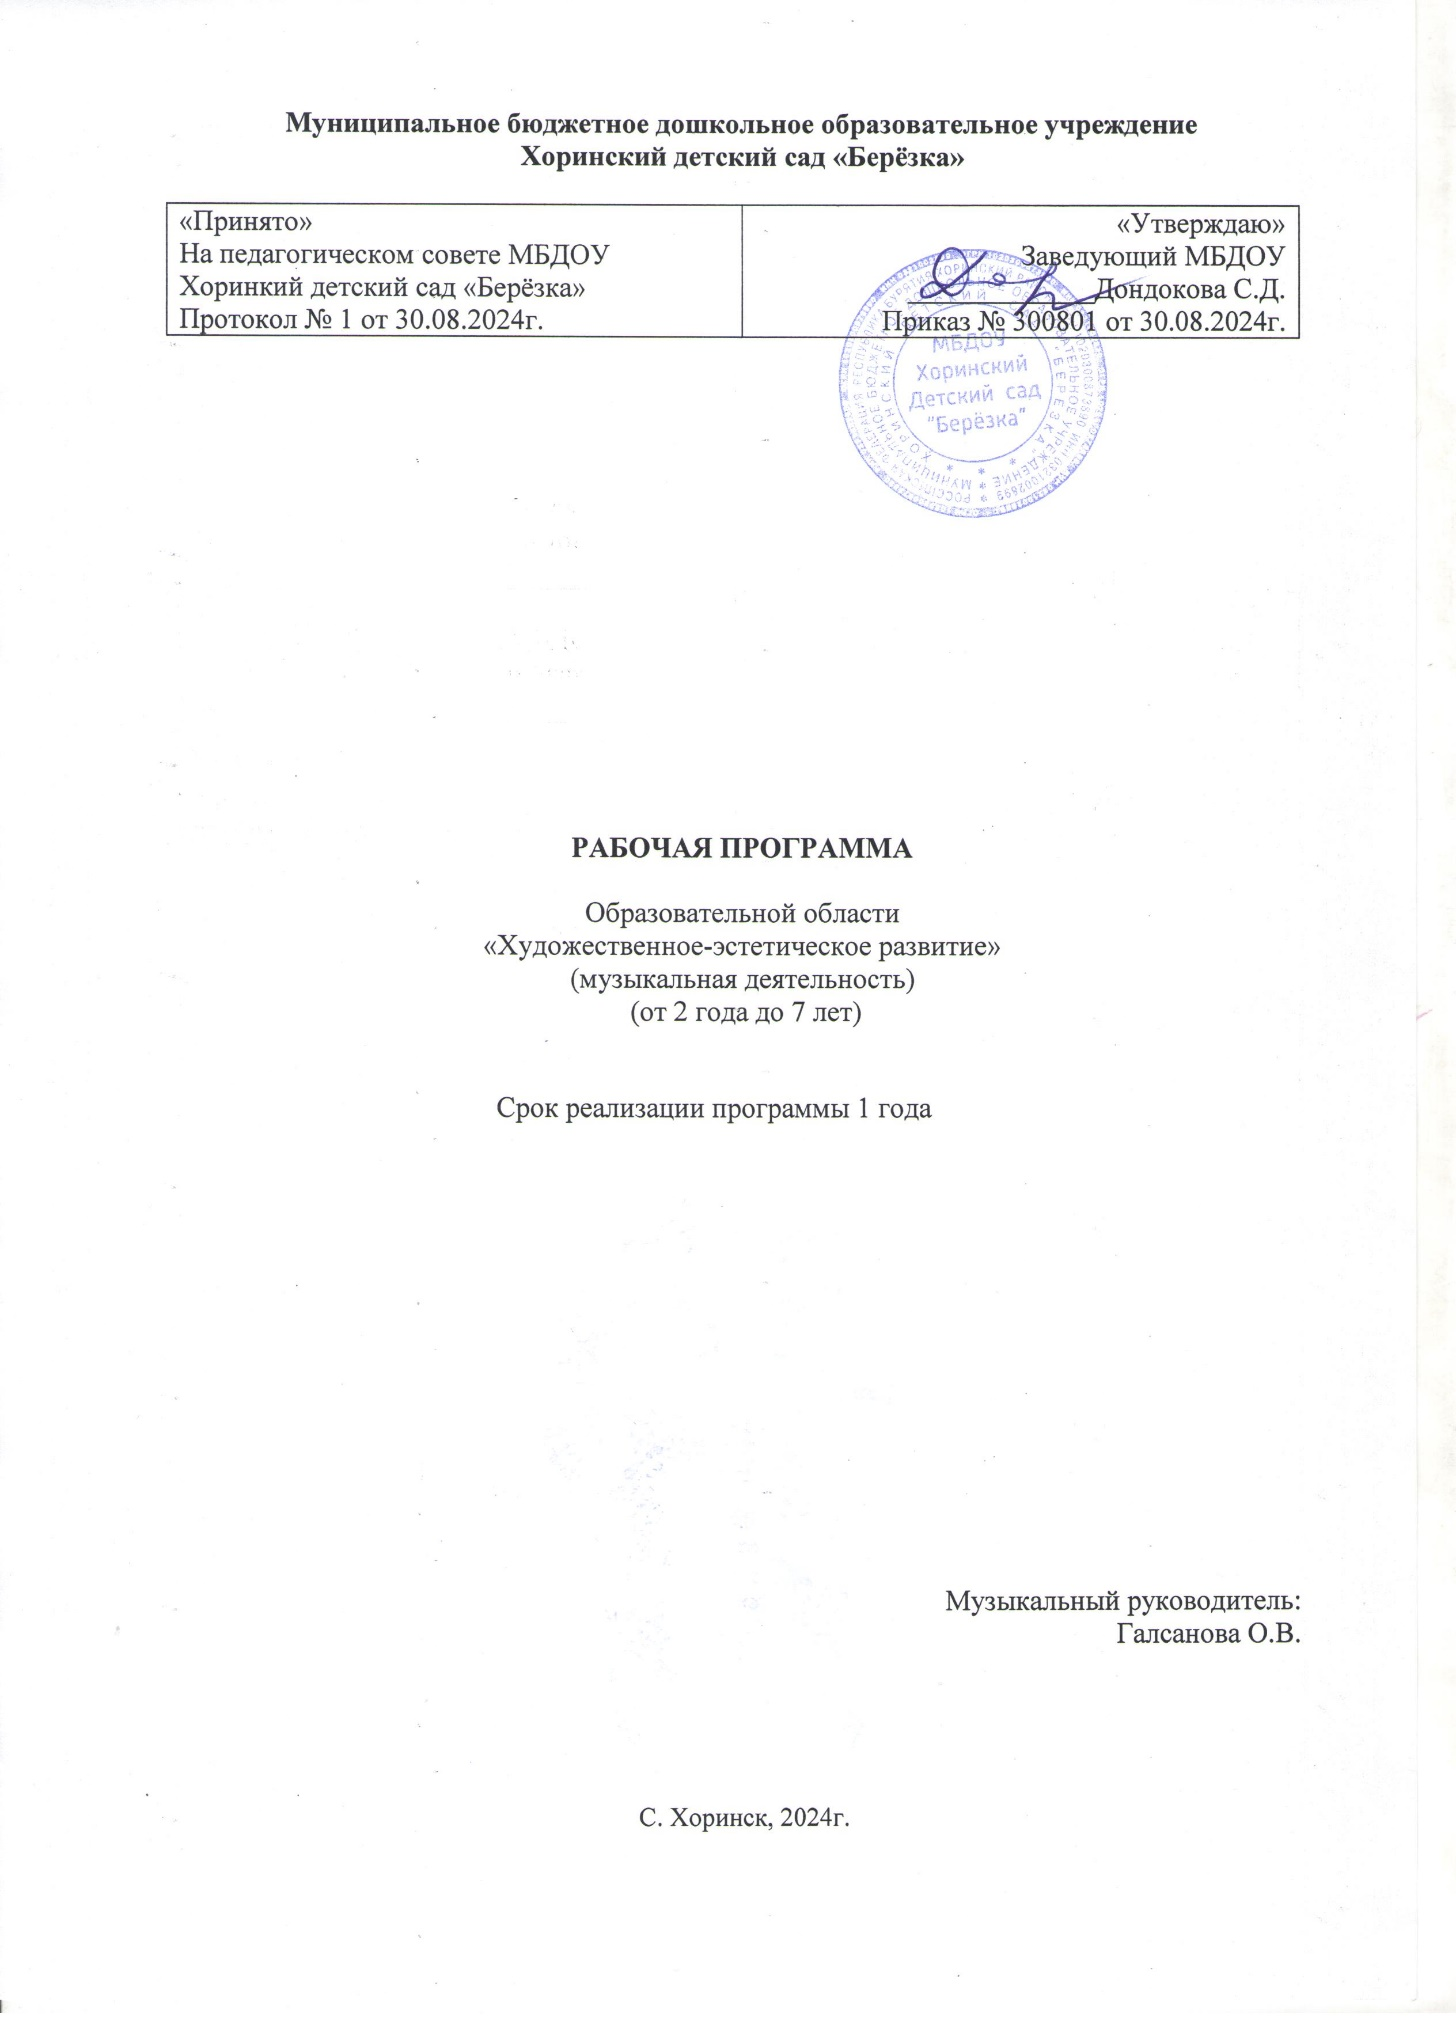 Муниципальное бюджетное дошкольное образовательное учреждение
Хоринский детский сад «Берёзка»
«Принято»
На педагогическом совете МБДОУ
Хоринкий детский сад «Берёзка»
Протокол № 1 от 30.08.2024г.
«Утверждаю»
Заведующий МБДОУ
Дондокова С.Д.
Приказ № 300801 от 30.08.2024г.
МБДОУ
Хоринский
Детский сад
"Берёзка"
РАБОЧАЯ ПРОГРАММА
Образовательной области
«Художественное-эстетическое развитие»
(музыкальная деятельность)
(от 2 года до 7 лет)
Срок реализации программы 1 года
Музыкальный руководитель:
Галсанова О.В.
С. Хоринск, 2024г.